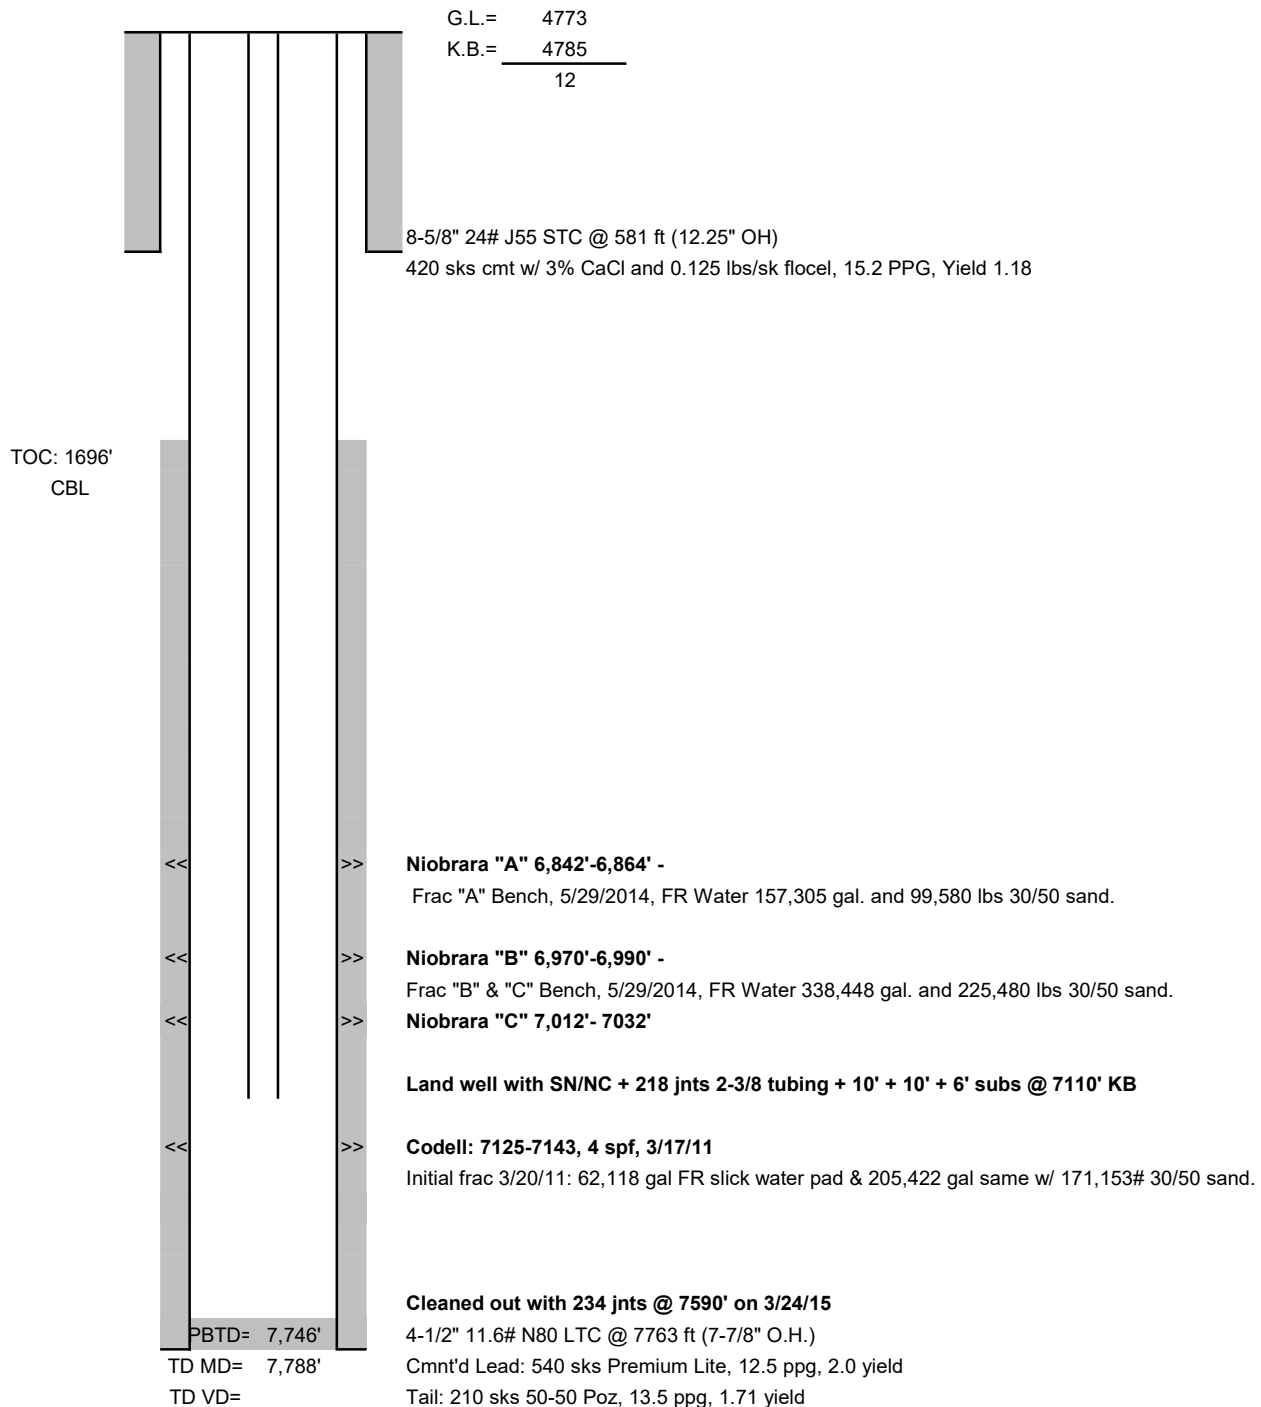 G.L.= 4773
K.B.= 4785
12
8-5/8" 24# J55 STC @ 581 ft (12.25" OH)
420 sks cmt w/ 3% CaCl and 0.125 lbs/sk flocel, 15.2 PPG, Yield 1.18
TOC: 1696'
CBL
<< >> Niobrara "A" 6,842'-6,864' -
Frac "A" Bench, 5/29/2014, FR Water 157,305 gal. and 99,580 lbs 30/50 sand.
<< >> Niobrara "B" 6,970'-6,990' -
Frac "B" & "C" Bench, 5/29/2014, FR Water 338,448 gal. and 225,480 lbs 30/50 sand.
<< >> Niobrara "C" 7,012'- 7032'
Land well with SN/NC + 218 jnts 2-3/8 tubing + 10' + 10' + 6' subs @ 7110' KB
<< >> Codell: 7125-7143, 4 spf, 3/17/11
Initial frac 3/20/11: 62,118 gal FR slick water pad & 205,422 gal same w/ 171,153# 30/50 sand.
Cleaned out with 234 jnts @ 7590' on 3/24/15
PBTD= 7,746' 4-1/2" 11.6# N80 LTC @ 7763 ft (7-7/8" O.H.)
TD MD= 7,788' Cmnt'd Lead: 540 sks Premium Lite, 12.5 ppg, 2.0 yield
TD VD= Tail: 210 sks 50-50 Poz, 13.5 ppg, 1.71 yield